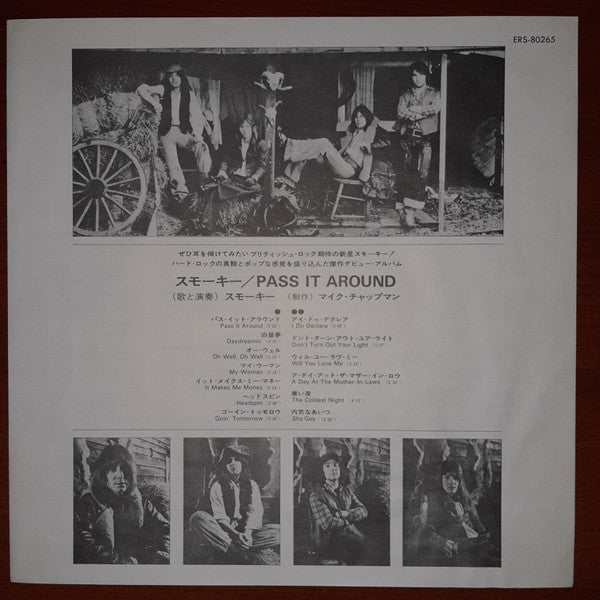 ERS-80265
ぜひ耳を傾けてみたい ブリティッシュ・ロック期待の新星スモーキー！
ハード・ロックの真髄とポップな感覚を盛り込んだ傑作デビュー・アルバム
スモーキー／PASS IT AROUND
（歌と演奏）スモーキー （制作）マイク・チャップマン
パス・イット・アラウンド
Pass It Around
白昼夢
Daydreamin'
オー・ウェル
Oh Well, Oh Well
マイ・ウーマン
My Woman
イット・メイクス・ミー・マネー
It Makes Me Money
ヘッドスピン
Headspin
ゴーイン・トゥモロウ
Goin' Tomorrow
アイ・ドゥ・デクレア
I Do Declare
ドント・ターン・アウト・ユア・ライト
Don't Turn Out Your Light
ウィル・ユー・ラヴ・ミー
Will You Love Me
ア・デイ・アット・ザ・マザー・イン・ロウ
A Day At The Mother-In-Laws
寒い夜
The Coldest Night
内気なあいつ
Shy Guy